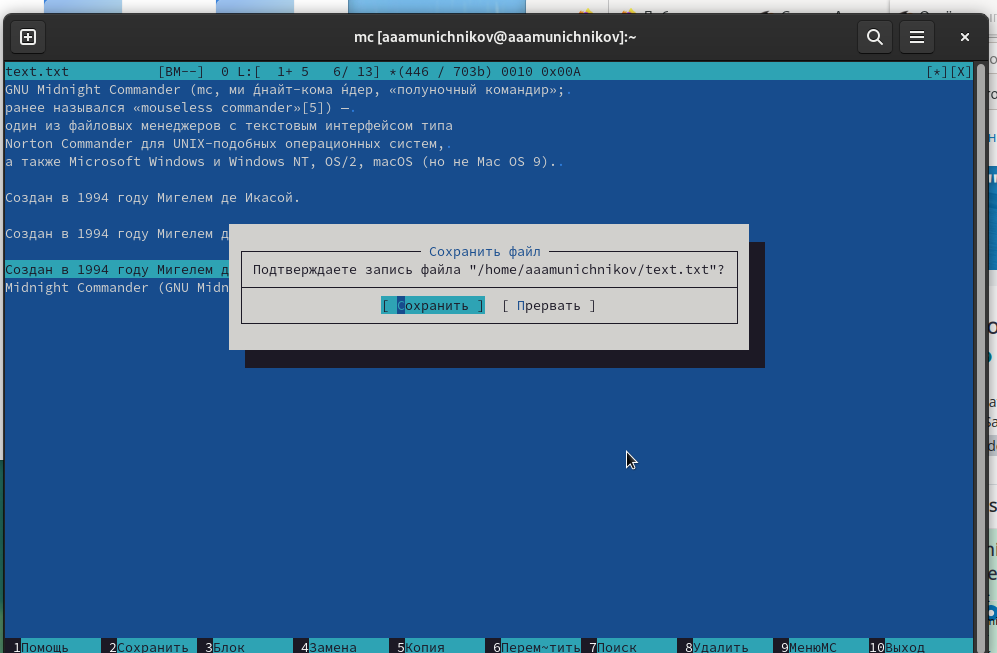 mc [aaamunichnikov@aaamunichnikov]:~
text.txt [BM--] 0 L:[ 1+ 5 6/ 13] *(446 / 703b) 0010 0x00A [*][X]
GNU Midnight Commander (mc, ми ́днайт-кома ́ндер, «полуночный командир»;
ранее назывался «mouseless commander»[5]) —
один из файловых менеджеров с текстовым интерфейсом типа
Norton Commander для UNIX-подобных операционных систем,
а также Microsoft Windows и Windows NT, OS/2, macOS (но не Mac OS 9)..
Создан в 1994 году Мигелем де Икасой.
Создан в 1994 году Мигелем д
Создан в 1994 году Мигелем д
Midnight Commander (GNU Midn
Сохранить файл
Подтверждаете запись файла "/home/aaamunichnikov/text.txt"?
[ Сохранить ] [ Прервать ]
1Помощь 2Сохранить 3Блок 4Замена 5Копия 6Перем~тить 7Поиск 8Удалить 9МенюMC 10Выход